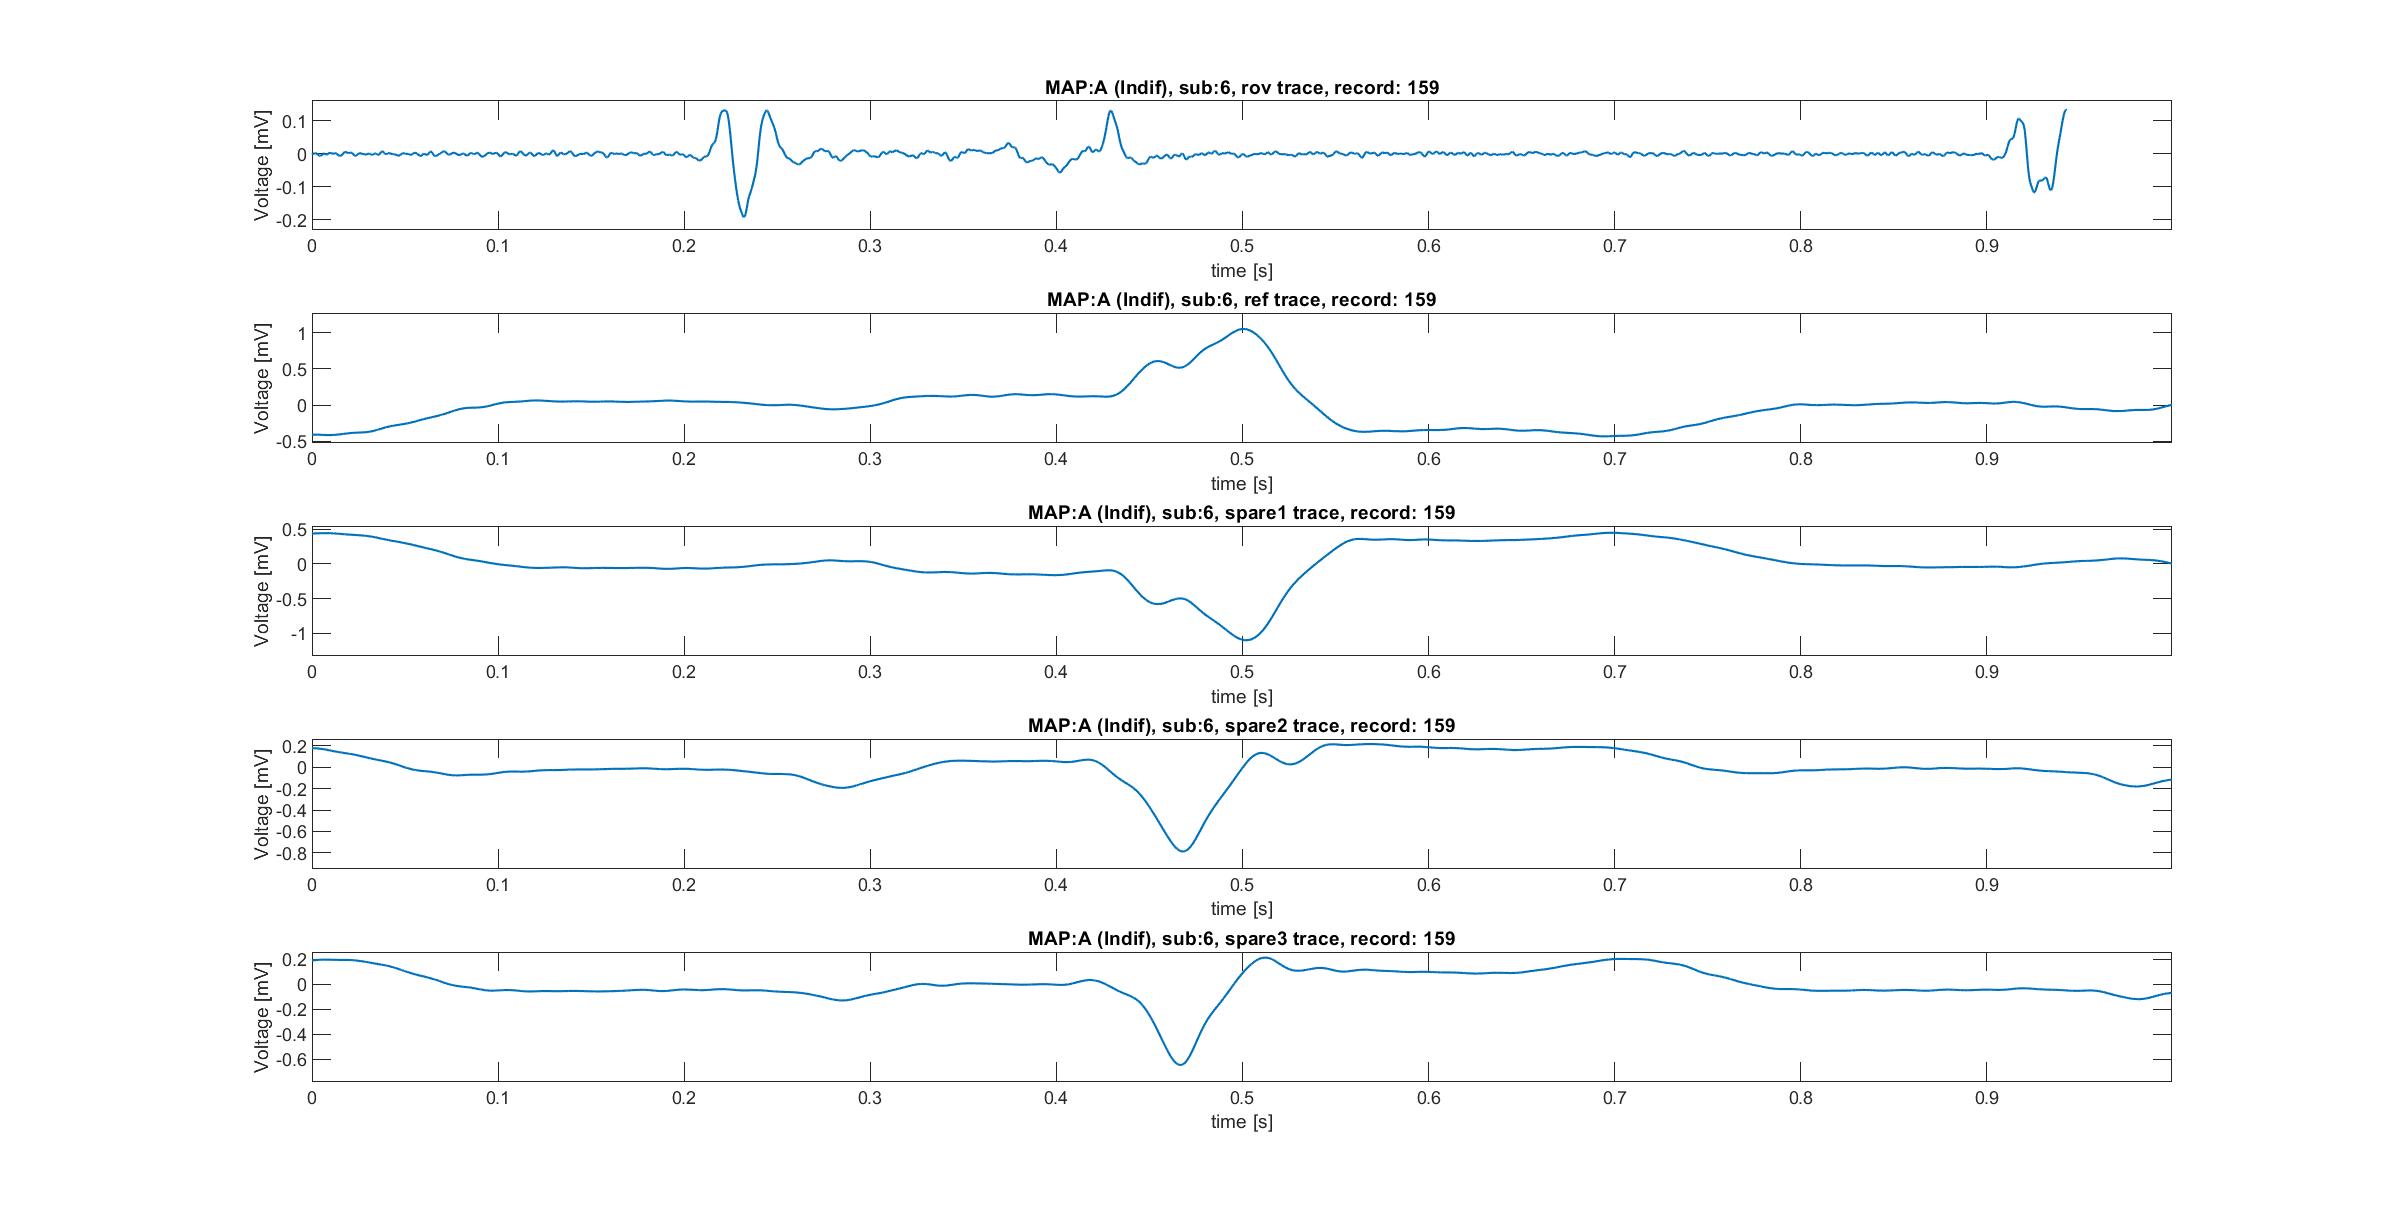 MAP:A (Indif), sub:6, rov trace, record: 159
Voltage [mV]
0.1
0
-0.1
-0.2
0 0.1 0.2 0.3 0.4 0.5 0.6 0.7 0.8 0.9
time [s]
MAP:A (Indif), sub:6, ref trace, record: 159
Voltage [mV]
1
0.5
0
-0.5
0 0.1 0.2 0.3 0.4 0.5 0.6 0.7 0.8 0.9
time [s]
MAP:A (Indif), sub:6, spare1 trace, record: 159
Voltage [mV]
0.5
0
-0.5
-1
0 0.1 0.2 0.3 0.4 0.5 0.6 0.7 0.8 0.9
time [s]
MAP:A (Indif), sub:6, spare2 trace, record: 159
Voltage [mV]
0.2
0
-0.2
-0.4
-0.6
-0.8
0 0.1 0.2 0.3 0.4 0.5 0.6 0.7 0.8 0.9
time [s]
MAP:A (Indif), sub:6, spare3 trace, record: 159
Voltage [mV]
0.2
0
-0.2
-0.4
-0.6
0 0.1 0.2 0.3 0.4 0.5 0.6 0.7 0.8 0.9
time [s]